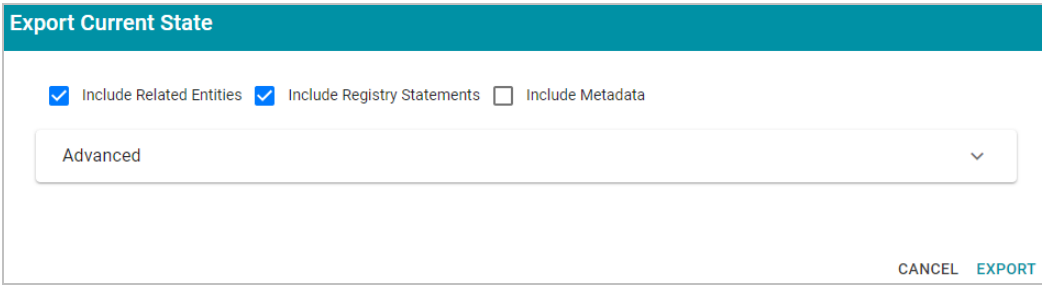 Export Current State
Include Related Entities Include Registry Statements Include Metadata
Advanced
CANCEL EXPORT